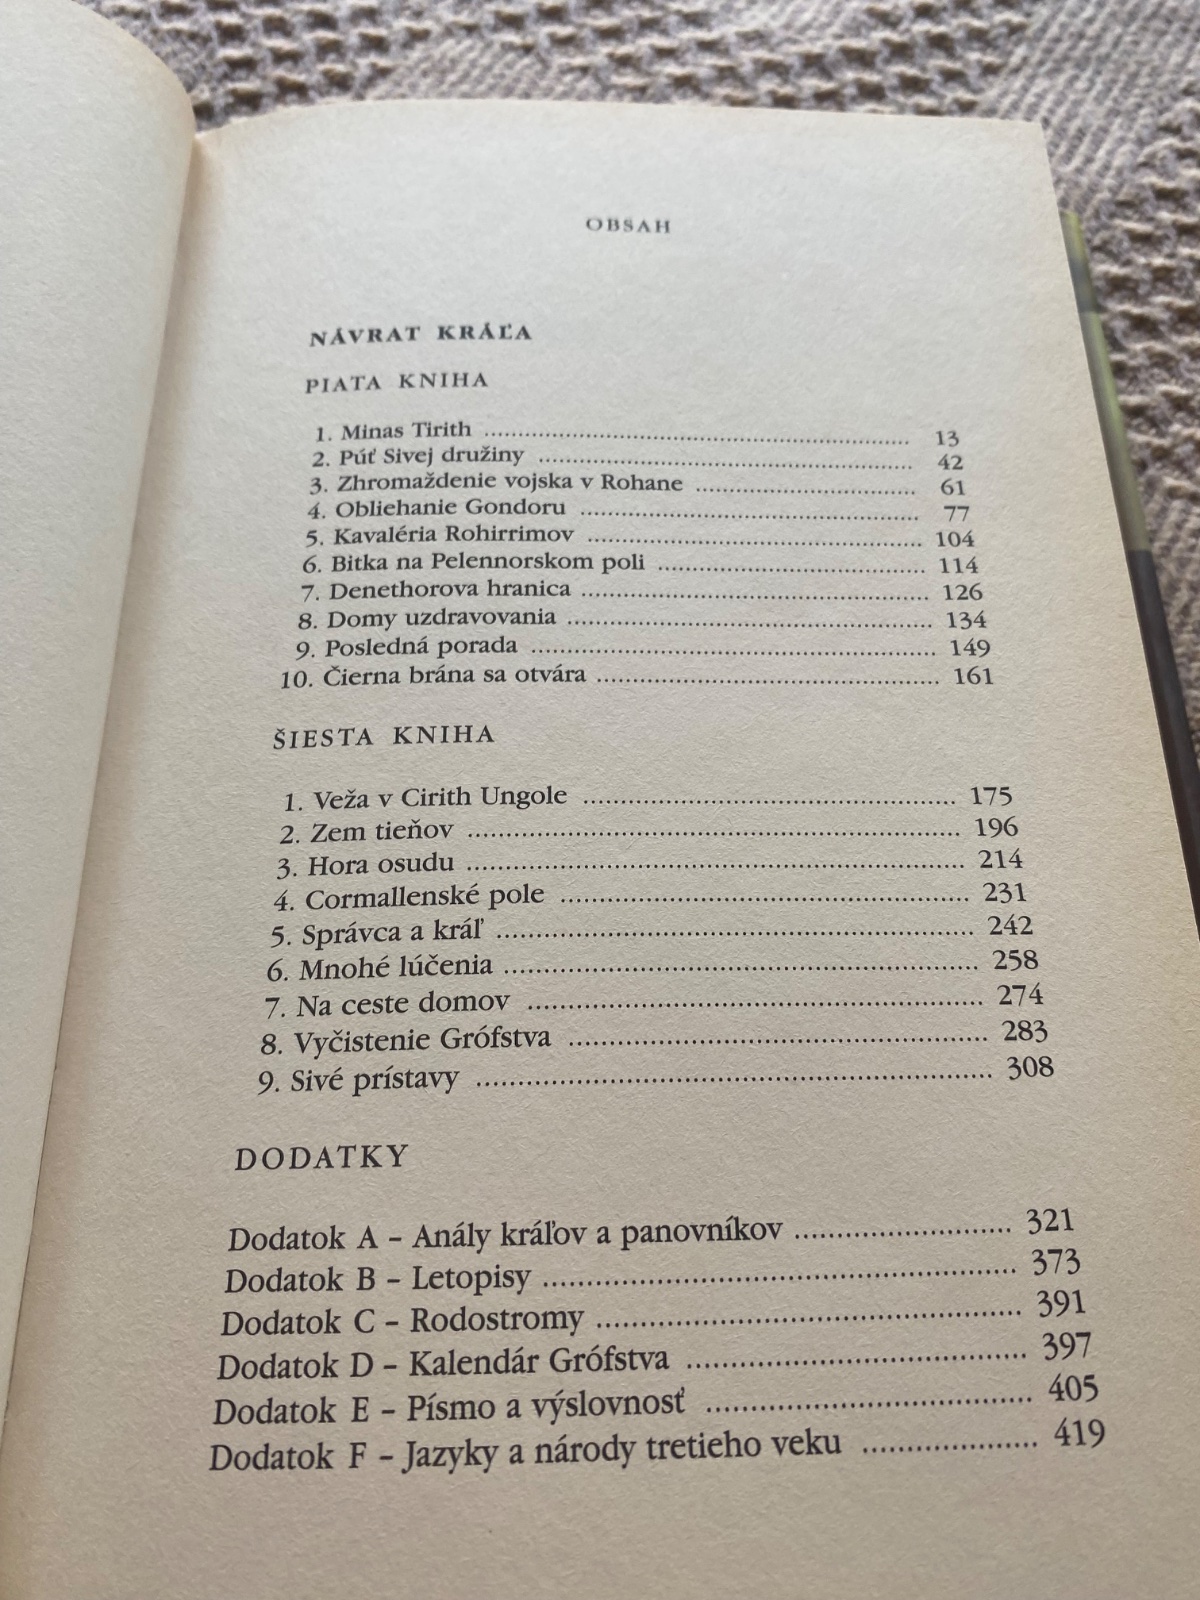 OBSAH
NÁVRAT KRÁĽA
PIATA KNIHA
1. Minas Tirith ........ 13
2. Púť Sivej družiny ........ 42
3. Zhromaždenie vojska v Rohane ........ 61
4. Obliehanie Gondoru ........ 77
5. Kavaléria Rohirrimov ........ 104
6. Bitka na Pelennorskom poli ........ 114
7. Denethorova hranica ........ 126
8. Domy uzdravovania ........ 134
9. Posledná porada ........ 149
10. Čierna brána sa otvára ........ 161
ŠIESTA KNIHA
1. Veža v Cirith Ungole ........ 175
2. Zem tieňov ........ 196
3. Hora osudu ........ 214
4. Cormallenské pole ........ 231
5. Správca a kráľ ........ 242
6. Mnohé lúčenia ........ 258
7. Na ceste domov ........ 274
8. Vyčistenie Grófstva ........ 283
9. Sivé prístavy ........ 308
DODATKY
Dodatok A – Anály kráľov a panovníkov ........ 321
Dodatok B – Letopisy ........ 373
Dodatok C – Rodostromy ........ 391
Dodatok D – Kalendár Grófstva ........ 397
Dodatok E – Písmo a výslovnosť ........ 405
Dodatok F – Jazyky a národy tretieho veku ........ 419